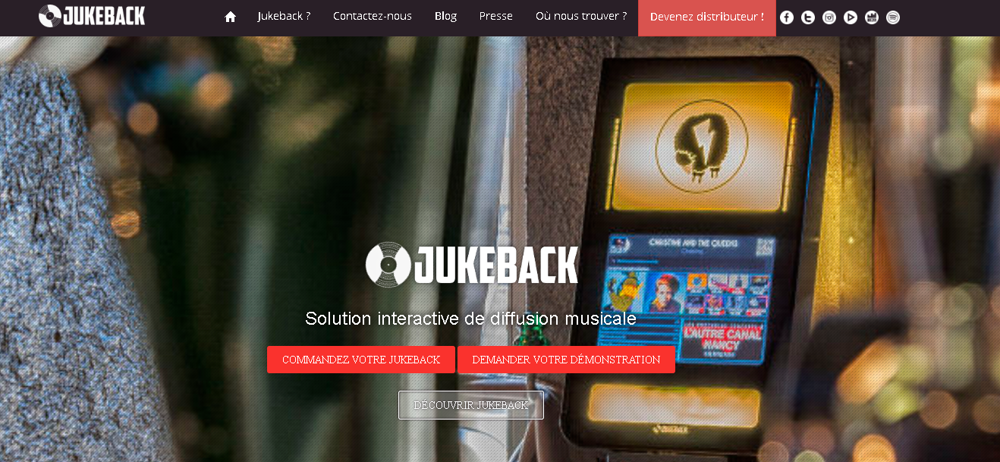 JUKEBACK
Jukeback ?
Contactez-nous
Blog
Presse
Où nous trouver ?
Devenez distributeur !
CHRISTINE AND THE QUEENS
JUKEBACK
Solution interactive de diffusion musicale
L'AUTRE CANAL
NANCY
COMMANDEZ VOTRE JUKEBACK
DEMANDER VOTRE DÉMONSTRATION
DÉCOUVRIR JUKEBACK
JUKEBACK